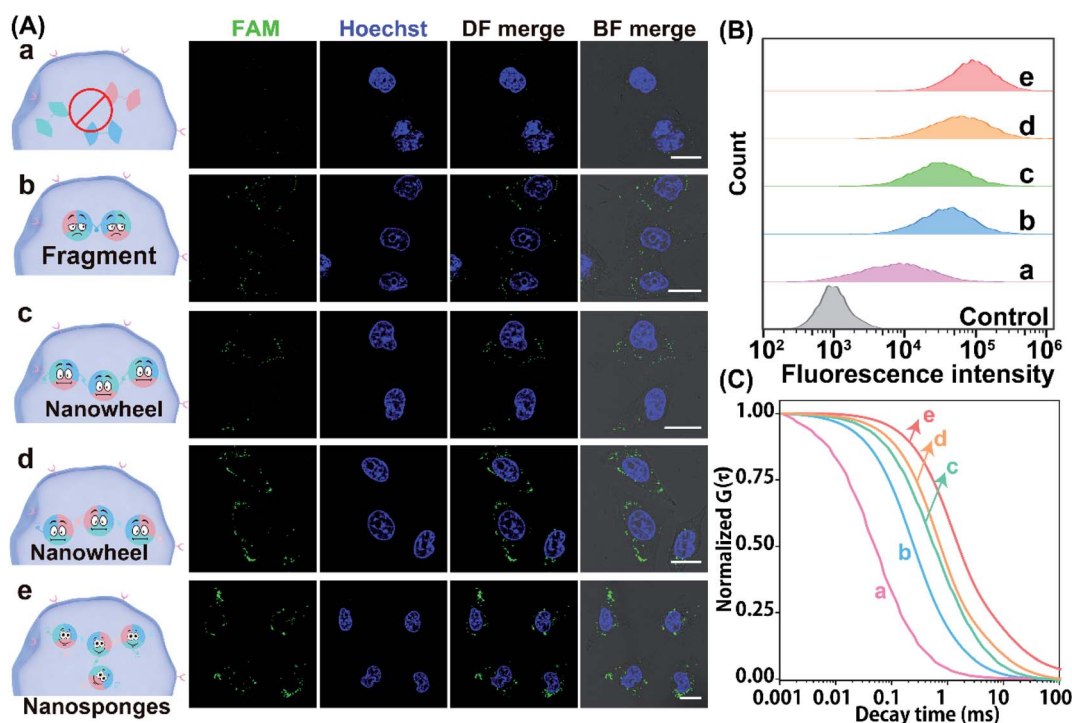 (A)
FAM Hoechst DF merge BF merge
a
b
Fragment
c
Nanowheel
d
Nanowheel
e
Nanosponges
(B)
Count
e
d
c
b
a
Control
10² 10³ 10⁴ 10⁵ 10⁶
Fluorescence intensity
(C)
Normalized G(τ)
1.00
0.75
0.50
0.25
0.00
e
d
c
b
a
0.001 0.01 0.1 1 10 100
Decay time (ms)